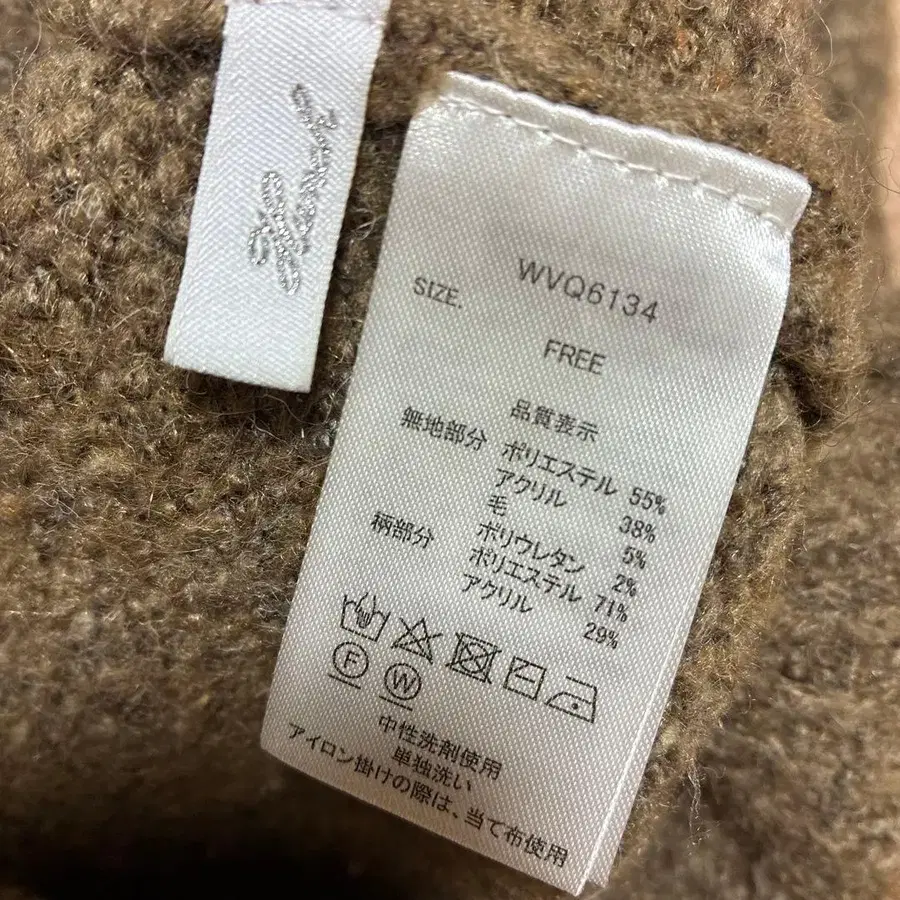 WVQ6134
SIZE.
FREE
品質表示
無地部分 ポリエステル 55%
アクリル 38%
毛 5%
ポリウレタン 2%
柄部分 ポリエステル 71%
アクリル 29%
F W
中性洗剤使用
単独洗い
アイロン掛けの際は、当て布使用